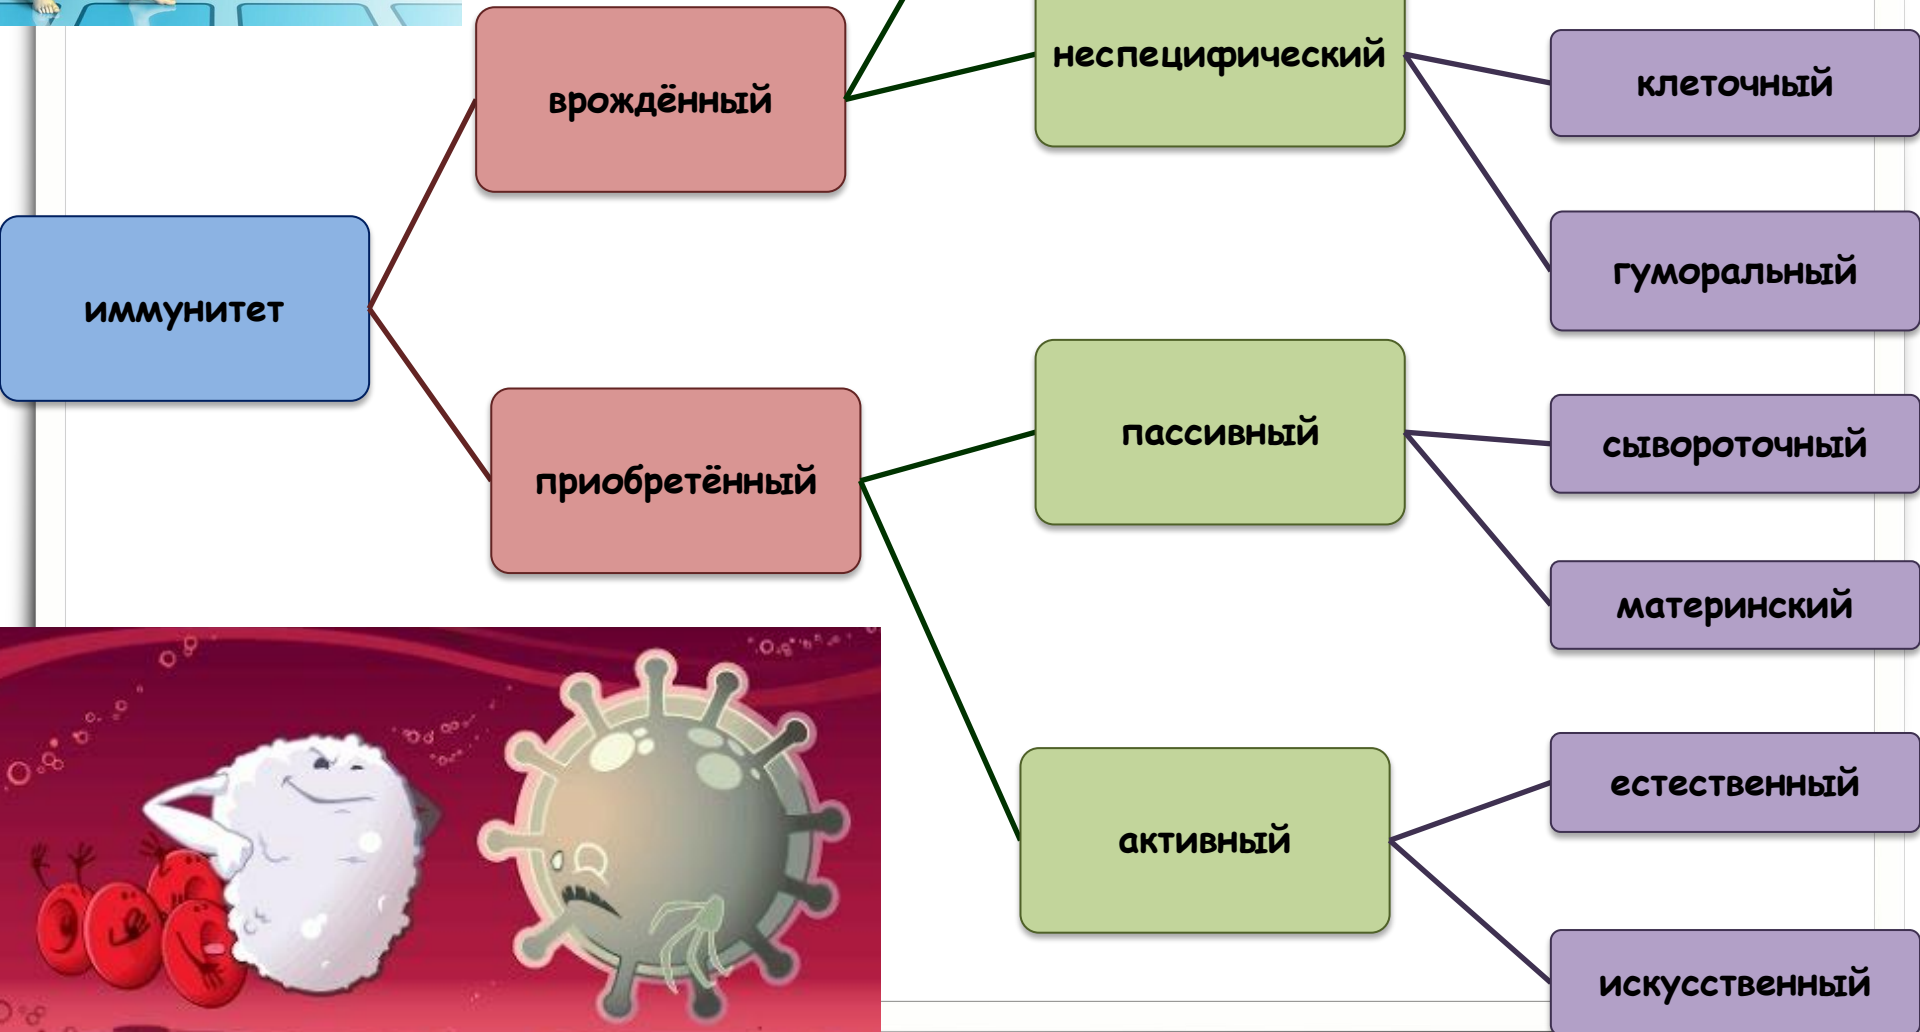 неспецифический
клеточный
врождённый
гуморальный
иммунитет
пассивный
сывороточный
приобретённый
материнский
естественный
активный
искусственный